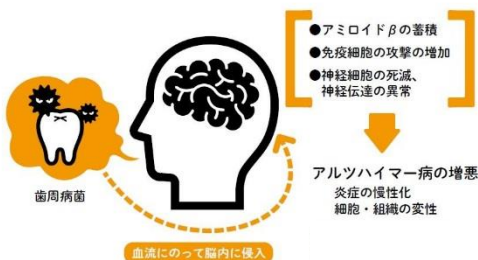 ●アミロイドβの蓄積
●免疫細胞の攻撃の増加
●神経細胞の死滅、
神経伝達の異常
アルツハイマー病の増悪
炎症の慢性化
細胞・組織の変性
歯周病菌
血流にのって脳内に侵入